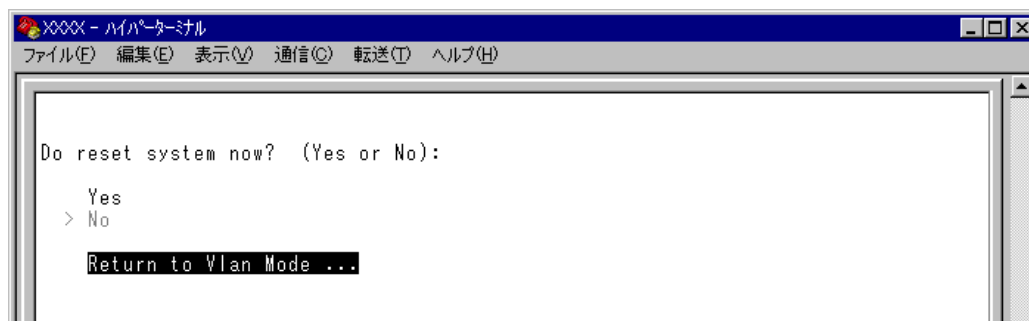 XXXX - ハイパーターミナル
ファイル(F) 編集(E) 表示(V) 通信(C) 転送(T) ヘルプ(H)
Do reset system now? (Yes or No):
Yes
> No
Return to Vlan Mode ...